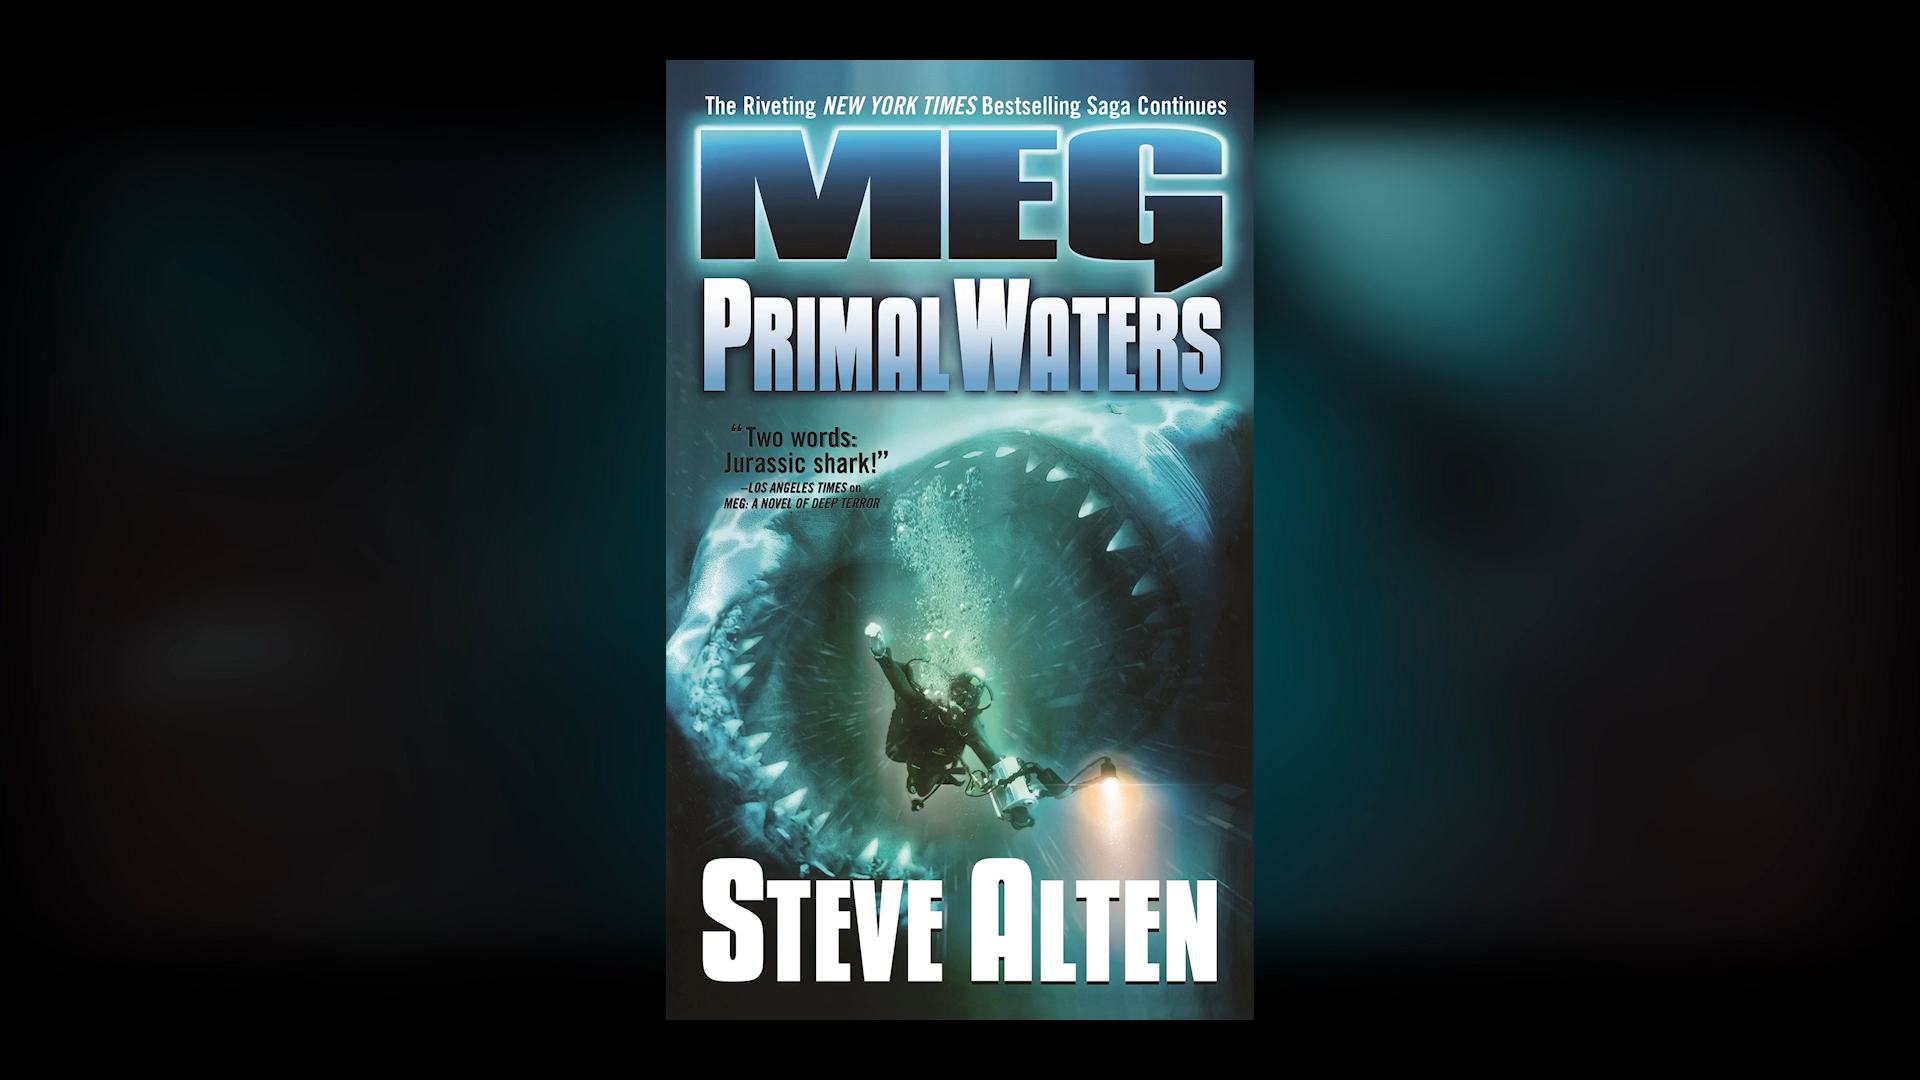 The Riveting NEW YORK TIMES Bestselling Saga Continues
MEG
PRIMAL WATERS
“Two words:
Jurassic shark!”
–LOS ANGELES TIMES on
MEG: A NOVEL OF DEEP TERROR
STEVE ALTEN